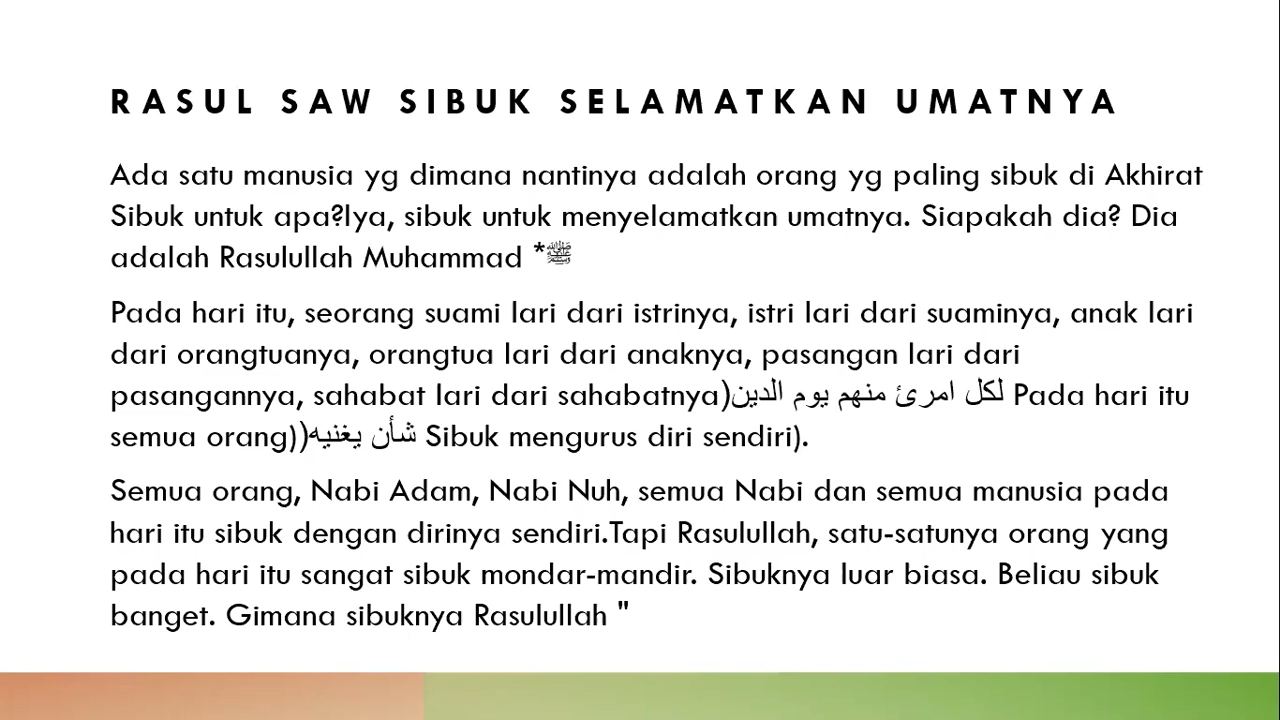 RASUL SAW SIBUK SELAMATKAN UMATNYA
Ada satu manusia yg dimana nantinya adalah orang yg paling sibuk di Akhirat
Sibuk untuk apa?Iya, sibuk untuk menyelamatkan umatnya. Siapakah dia? Dia
adalah Rasulullah Muhammad *ﷺ
Pada hari itu, seorang suami lari dari istrinya, istri lari dari suaminya, anak lari
dari orangtuanya, orangtua lari dari anaknya, pasangan lari dari
pasangannya, sahabat lari dari sahabatnya)لكل امرئ منهم يوم الدين Pada hari itu
semua orang))شأن يغنيه Sibuk mengurus diri sendiri).
Semua orang, Nabi Adam, Nabi Nuh, semua Nabi dan semua manusia pada
hari itu sibuk dengan dirinya sendiri.Tapi Rasulullah, satu-satunya orang yang
pada hari itu sangat sibuk mondar-mandir. Sibuknya luar biasa. Beliau sibuk
banget. Gimana sibuknya Rasulullah "